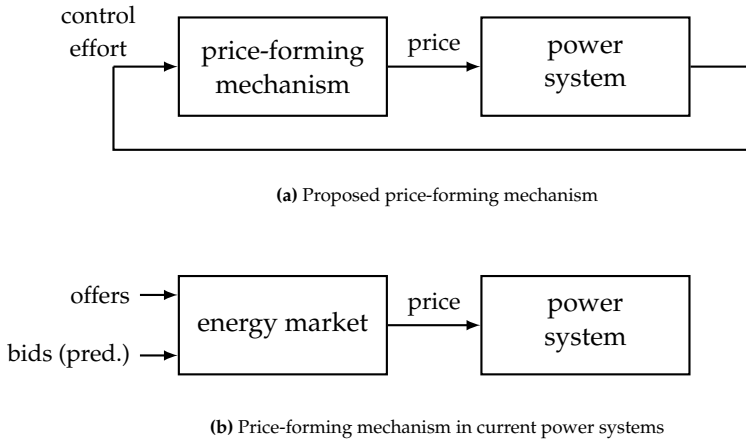 control
effort
price-forming
mechanism
price
power
system
(a) Proposed price-forming mechanism
offers
bids (pred.)
energy market
price
power
system
(b) Price-forming mechanism in current power systems